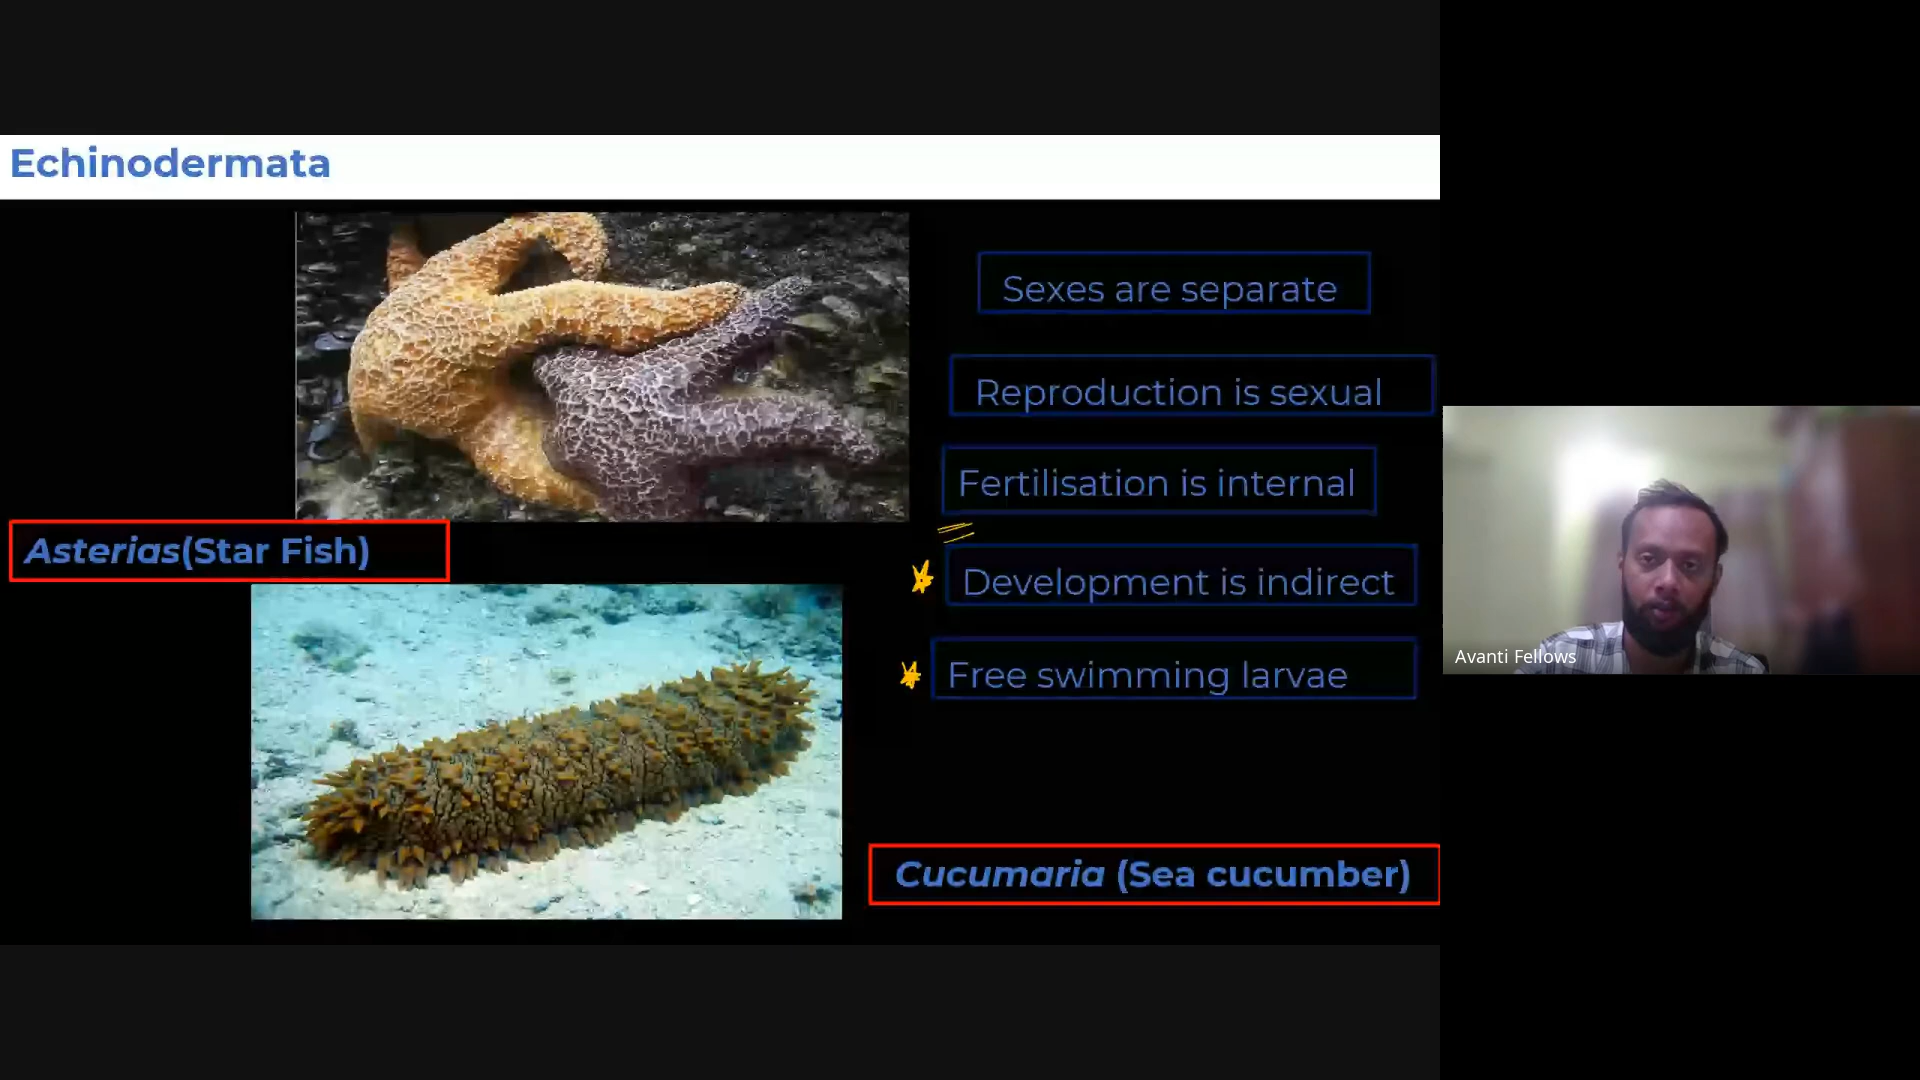 Echinodermata
Sexes are separate
Reproduction is sexual
Fertilisation is internal
Asterias(Star Fish)
Development is indirect
Free swimming larvae
Avanti Fellows
Cucumaria (Sea cucumber)